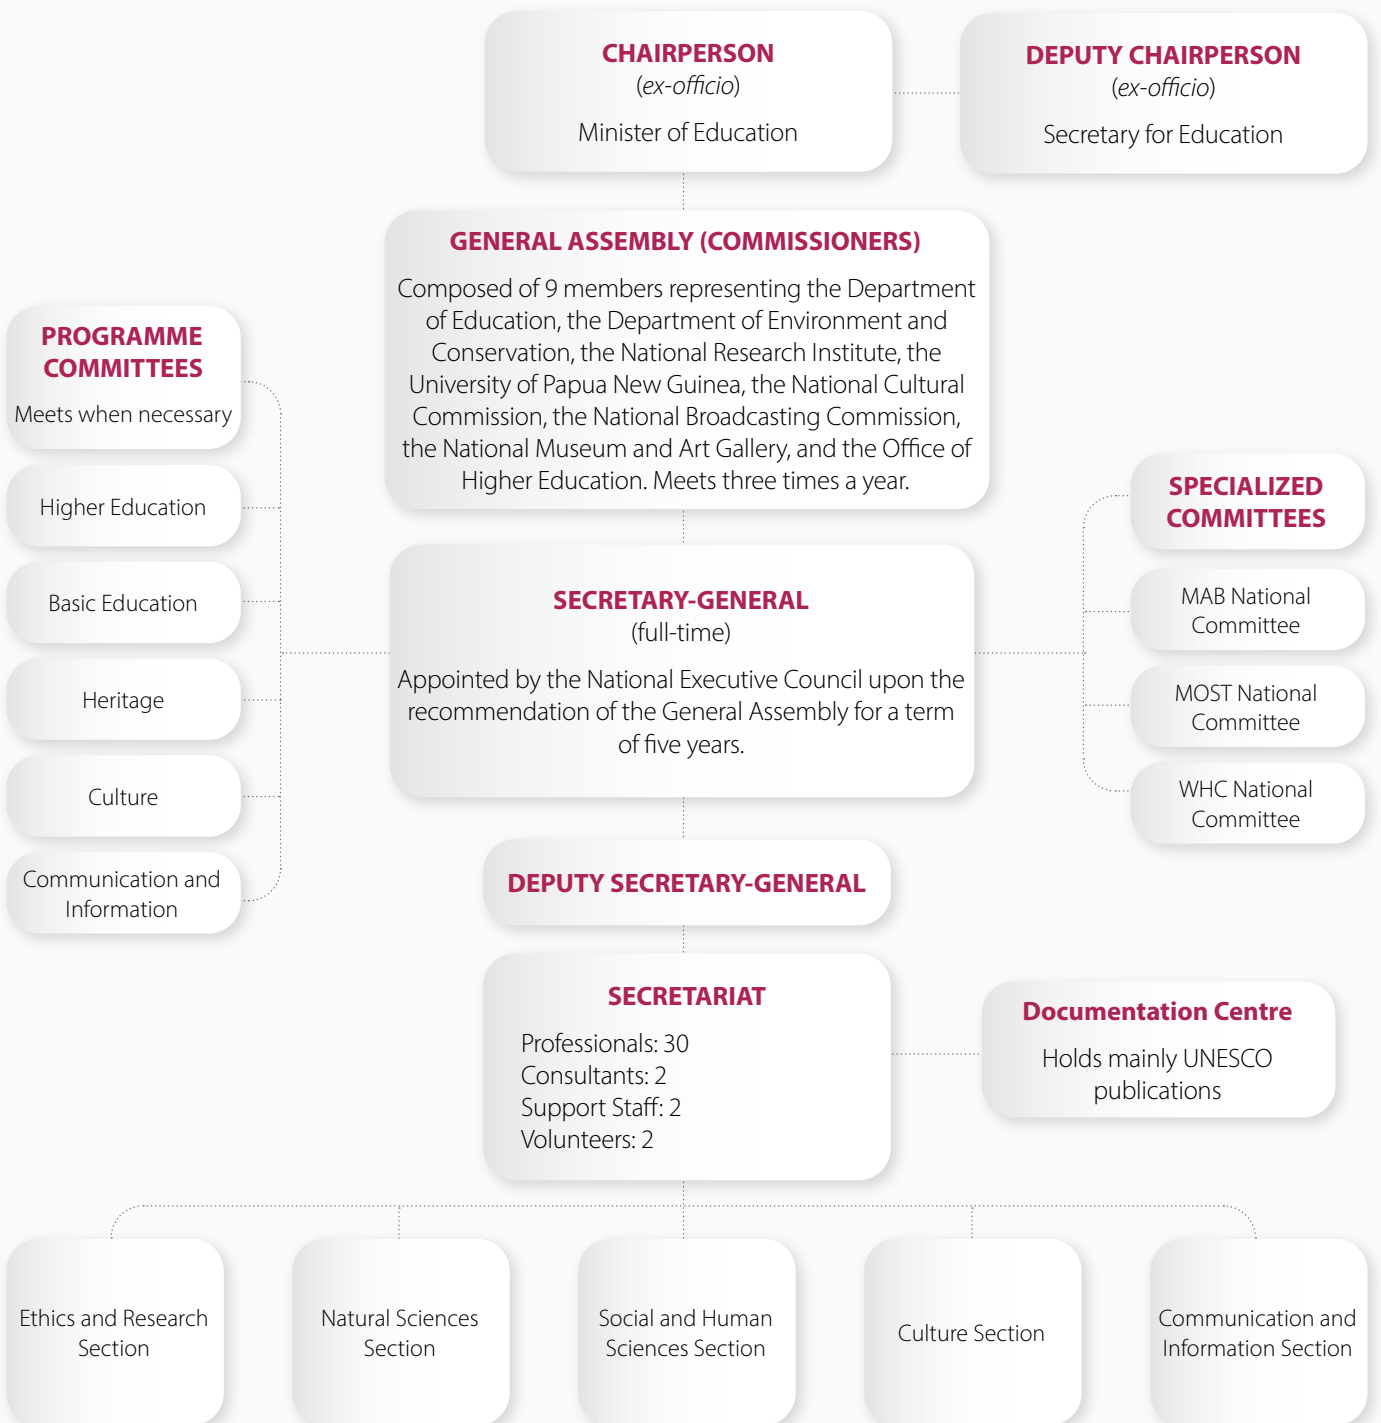 CHAIRPERSON
(ex-officio)
Minister of Education
DEPUTY CHAIRPERSON
(ex-officio)
Secretary for Education
GENERAL ASSEMBLY (COMMISSIONERS)
Composed of 9 members representing the Department
of Education, the Department of Environment and
Conservation, the National Research Institute, the
University of Papua New Guinea, the National Cultural
Commission, the National Broadcasting Commission,
the National Museum and Art Gallery, and the Office of
Higher Education. Meets three times a year.
PROGRAMME
COMMITTEES
Meets when necessary
Higher Education
Basic Education
Heritage
Culture
Communication and
Information
SECRETARY-GENERAL
(full-time)
Appointed by the National Executive Council upon the
recommendation of the General Assembly for a term
of five years.
SPECIALIZED
COMMITTEES
MAB National
Committee
MOST National
Committee
WHC National
Committee
DEPUTY SECRETARY-GENERAL
SECRETARIAT
Professionals: 30
Consultants: 2
Support Staff: 2
Volunteers: 2
Documentation Centre
Holds mainly UNESCO
publications
Ethics and Research
Section
Natural Sciences
Section
Social and Human
Sciences Section
Culture Section
Communication and
Information Section